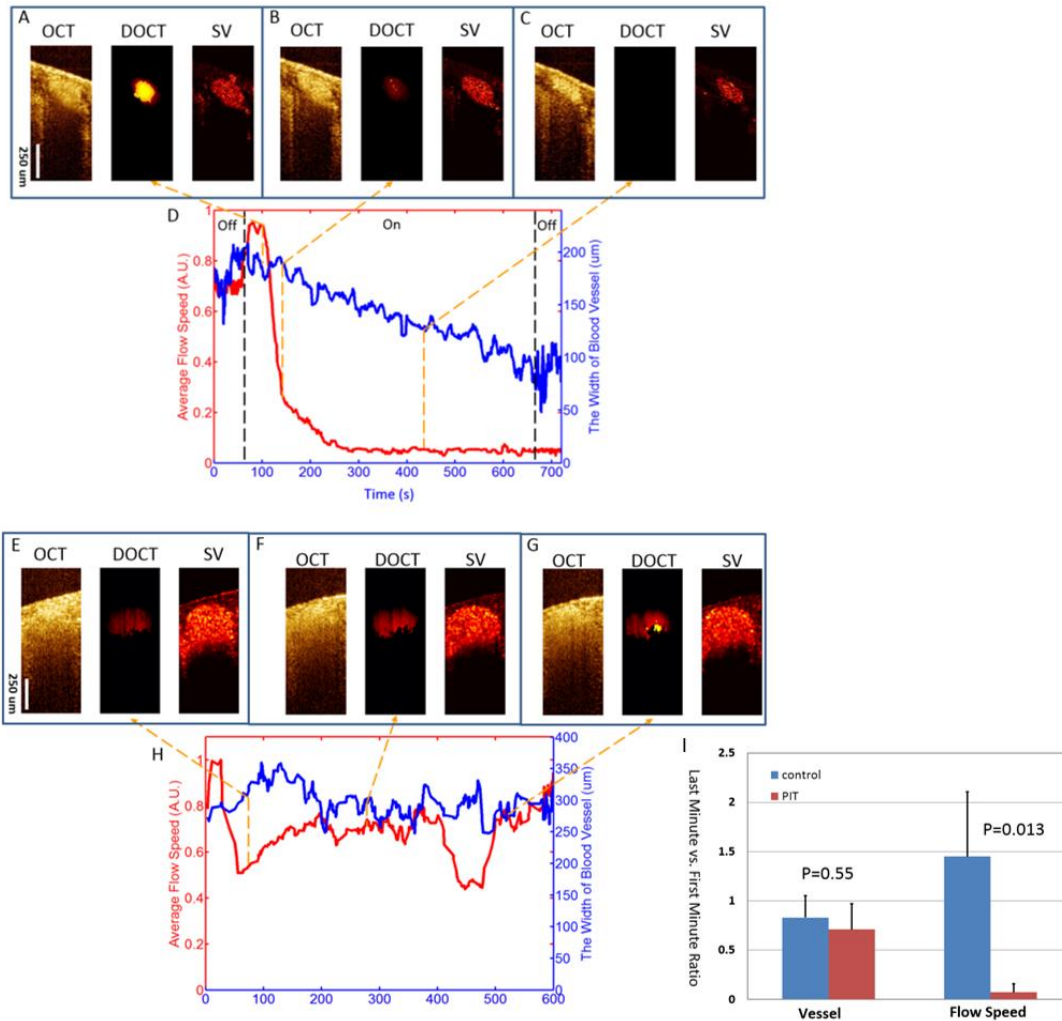 A
OCT DOCT SV
250 um
B
OCT DOCT SV
C
OCT DOCT SV
D
Off On Off
Average Flow Speed (A.U.)
1
0.8
0.6
0.4
0.2
0
The Width of Blood Vessel (um)
200
150
100
50
0
0 100 200 300 400 500 600 700
Time (s)
E
OCT DOCT SV
250 um
F
OCT DOCT SV
G
OCT DOCT SV
H
Average Flow Speed (A.U.)
1
0.8
0.6
0.4
0.2
0
The Width of Blood Vessel (um)
400
350
300
250
200
150
100
50
0
0 100 200 300 400 500 600
I
Last Minute vs. First Minute Ratio
2.5
2
1.5
1
0.5
0
control
PIT
P=0.55
P=0.013
Vessel Flow Speed